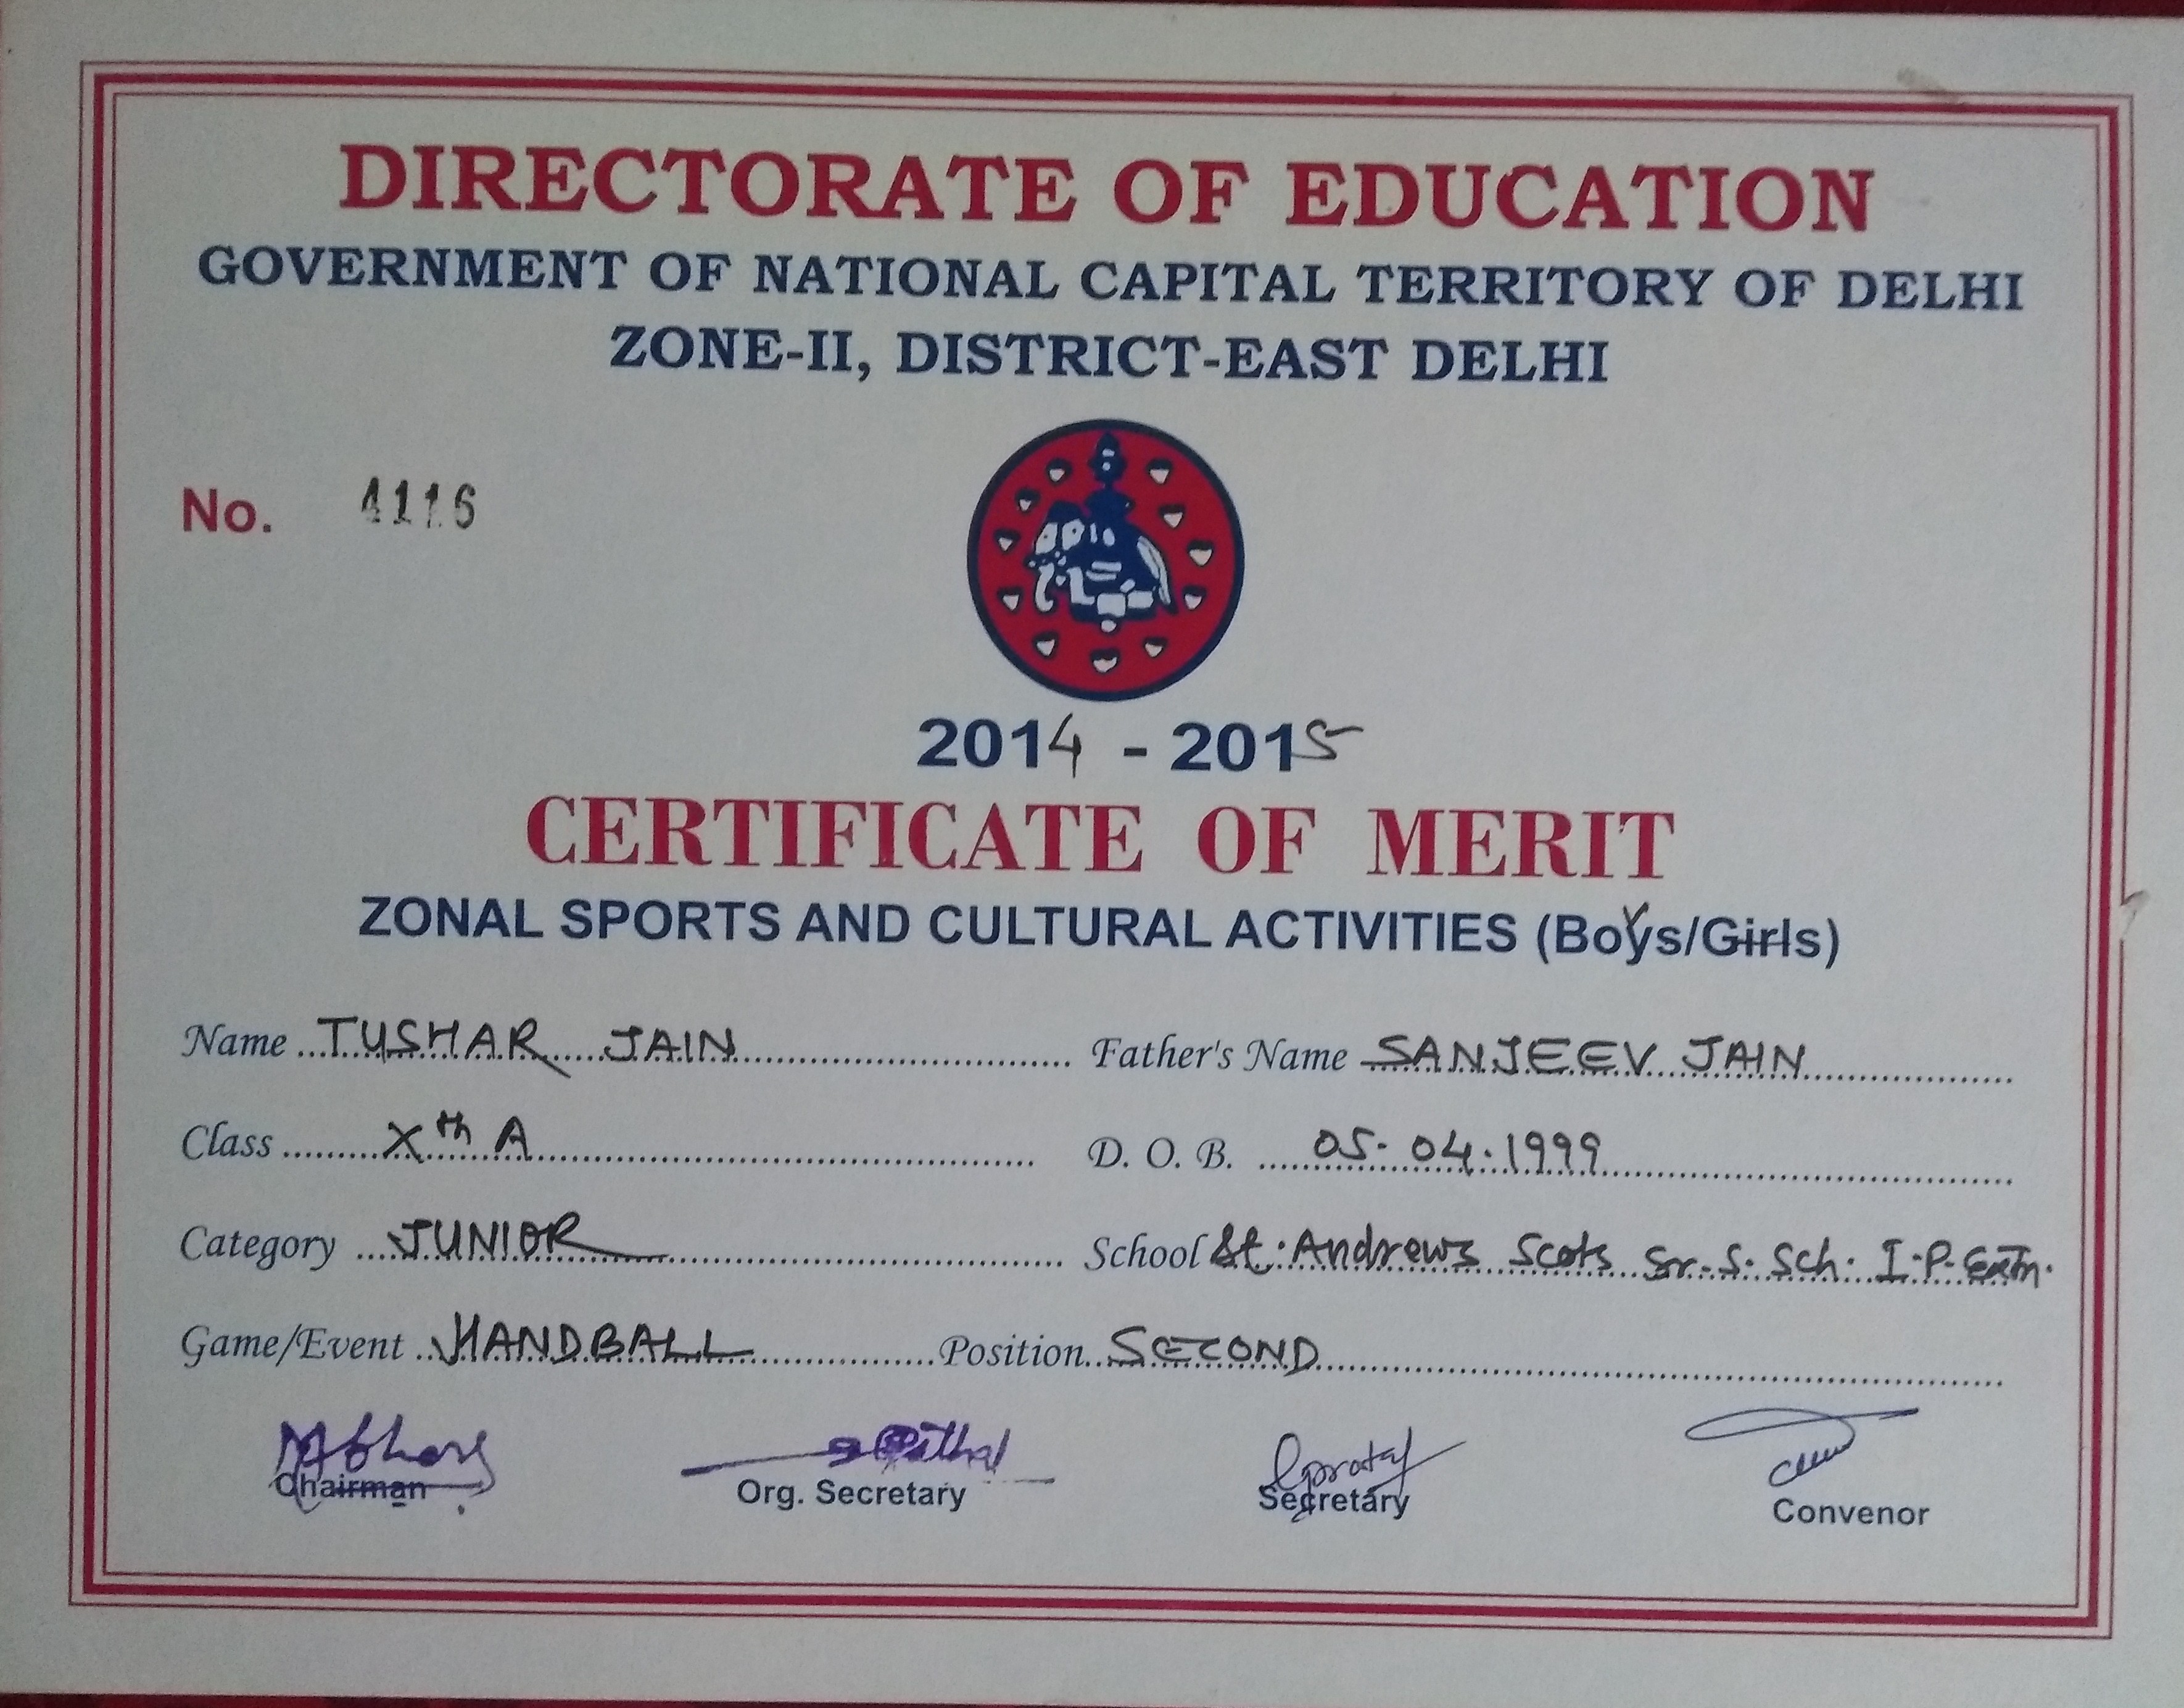 DIRECTORATE OF EDUCATION
GOVERNMENT OF NATIONAL CAPITAL TERRITORY OF DELHI
ZONE-II, DISTRICT-EAST DELHI
No. 4116
2014 - 2015
CERTIFICATE OF MERIT
ZONAL SPORTS AND CULTURAL ACTIVITIES (Boys/Girls)
Name TUSHAR JAIN Father's Name SANJEEV JAIN
Class Xth A D. O. B. 05-04.1999
Category JUNIOR School St. Andrews Scots Sr. S. Sch. I.P. Extn.
Game/Event HANDBALL Position SECOND
Chairman Org. Secretary Secretary Convenor